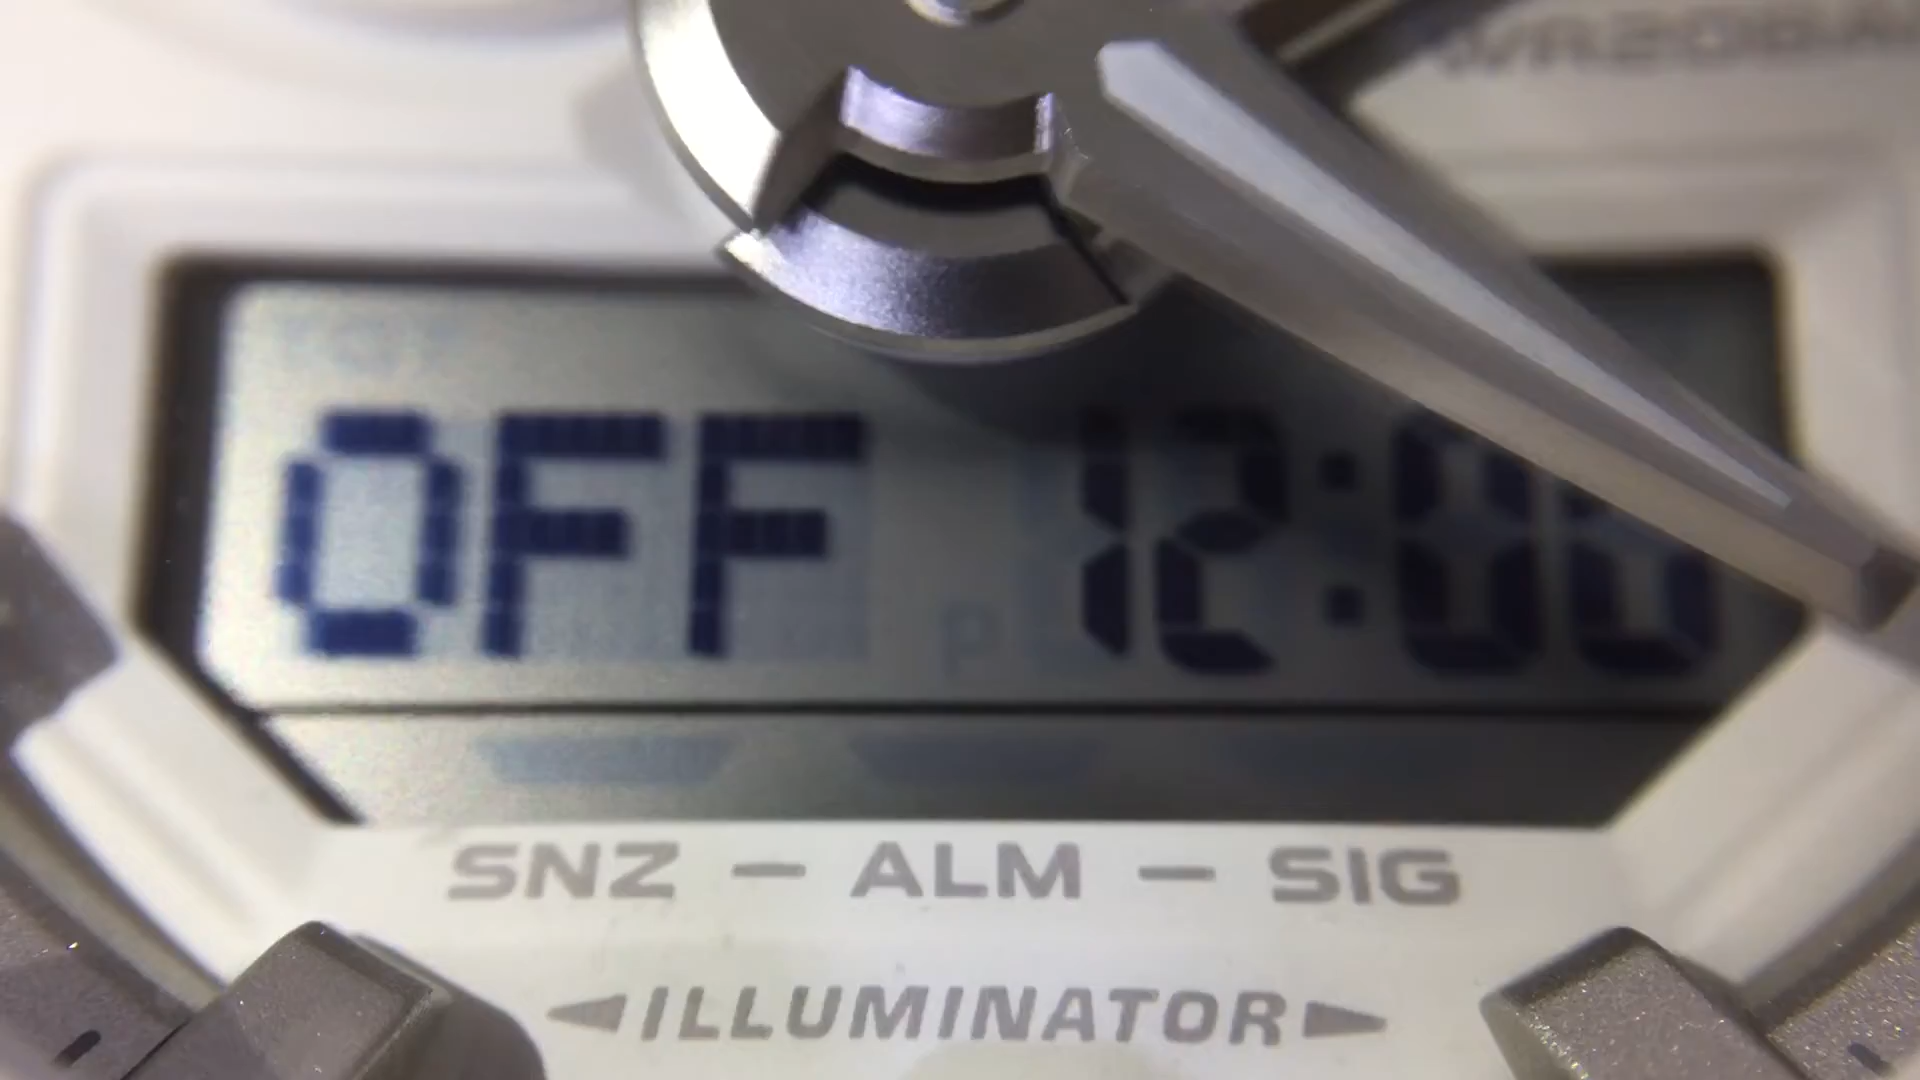 OFF 12:00
SNZ – ALM – SIG
ILLUMINATOR